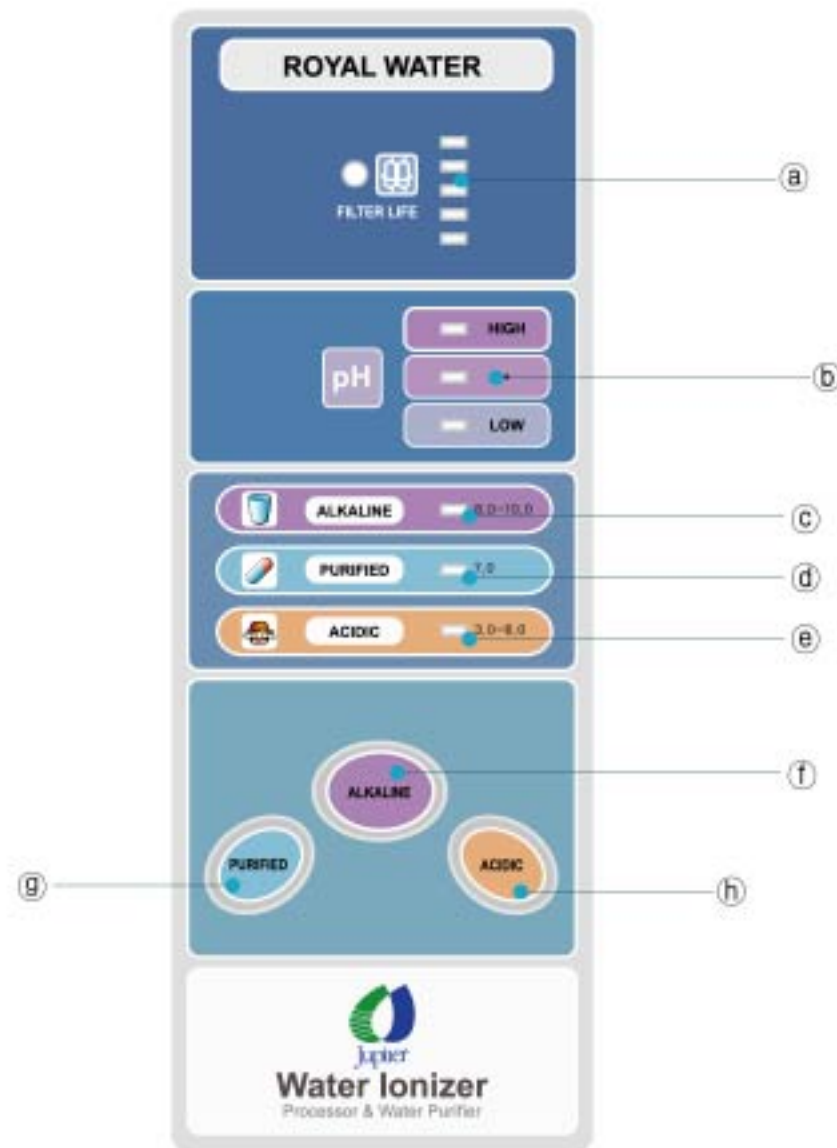 ROYAL WATER
ⓐ
FILTER LIFE
HIGH
pH
ⓑ
LOW
ALKALINE
ⓒ
PURIFIED 7.0
ⓓ
ACIDIC
ⓔ
ⓕ
ALKALINE
PURIFIED
ACIDIC
ⓖ
ⓗ
Jupiter
Water Ionizer
Processor & Water Purifier